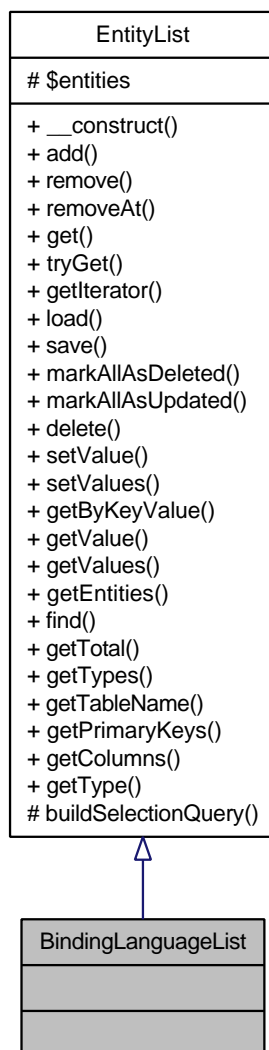 EntityList
# $entities
+ __construct()
+ add()
+ remove()
+ removeAt()
+ get()
+ tryGet()
+ getIterator()
+ load()
+ save()
+ markAllAsDeleted()
+ markAllAsUpdated()
+ delete()
+ setValue()
+ setValues()
+ getByKeyValue()
+ getValue()
+ getValues()
+ getEntities()
+ find()
+ getTotal()
+ getTypes()
+ getTableName()
+ getPrimaryKeys()
+ getColumns()
+ getType()
# buildSelectionQuery()
BindingLanguageList